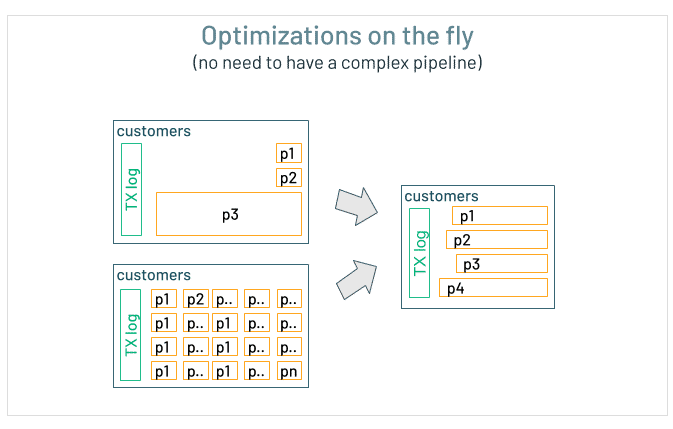 Optimizations on the fly
(no need to have a complex pipeline)
customers
TX log
p1
p2
p3
customers
TX log
p1 p2 p.. p.. p..
p1 p.. p1 p.. p..
p1 p.. p1 p.. p..
p1 p.. p1 p.. pn
customers
TX log
p1
p2
p3
p4